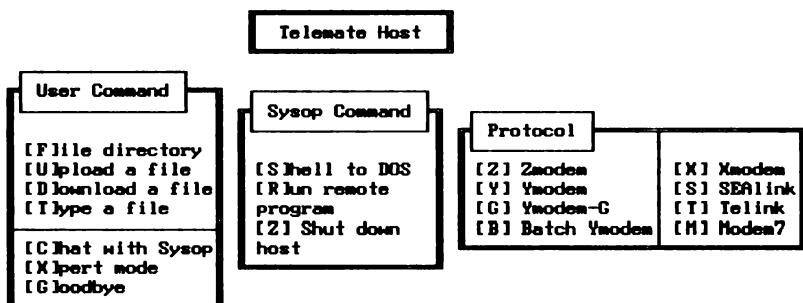 Telemate Host
User Command
[F]ile directory
[U]pload a file
[D]ownload a file
[T]ype a file
[C]hat with Sysop
[X]pert mode
[G]oodbye
Sysop Command
[S]hell to DOS
[R]un remote
program
[Z] Shut down
host
Protocol
[Z] Zmodem
[Y] Ymodem
[G] Ymodem-G
[B] Batch Ymodem
[X] Xmodem
[S] SEAlink
[T] Telink
[M] Modem7